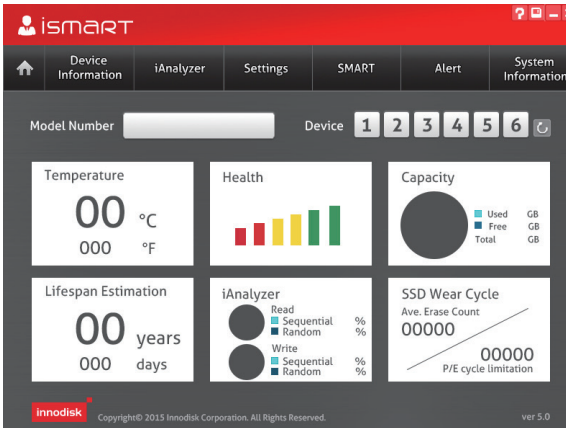 ismart
?
Device Information
iAnalyzer
Settings
SMART
Alert
System Information
Model Number
Device 1 2 3 4 5 6
Temperature
00 °C
000 °F
Health
Capacity
Used GB
Free GB
Total GB
Lifespan Estimation
00 years
000 days
iAnalyzer
Read
Sequential %
Random %
Write
Sequential %
Random %
SSD Wear Cycle
Ave. Erase Count
00000
00000
P/E cycle limitation
innodisk
Copyright© 2015 Innodisk Corporation. All Rights Reserved.
ver 5.0